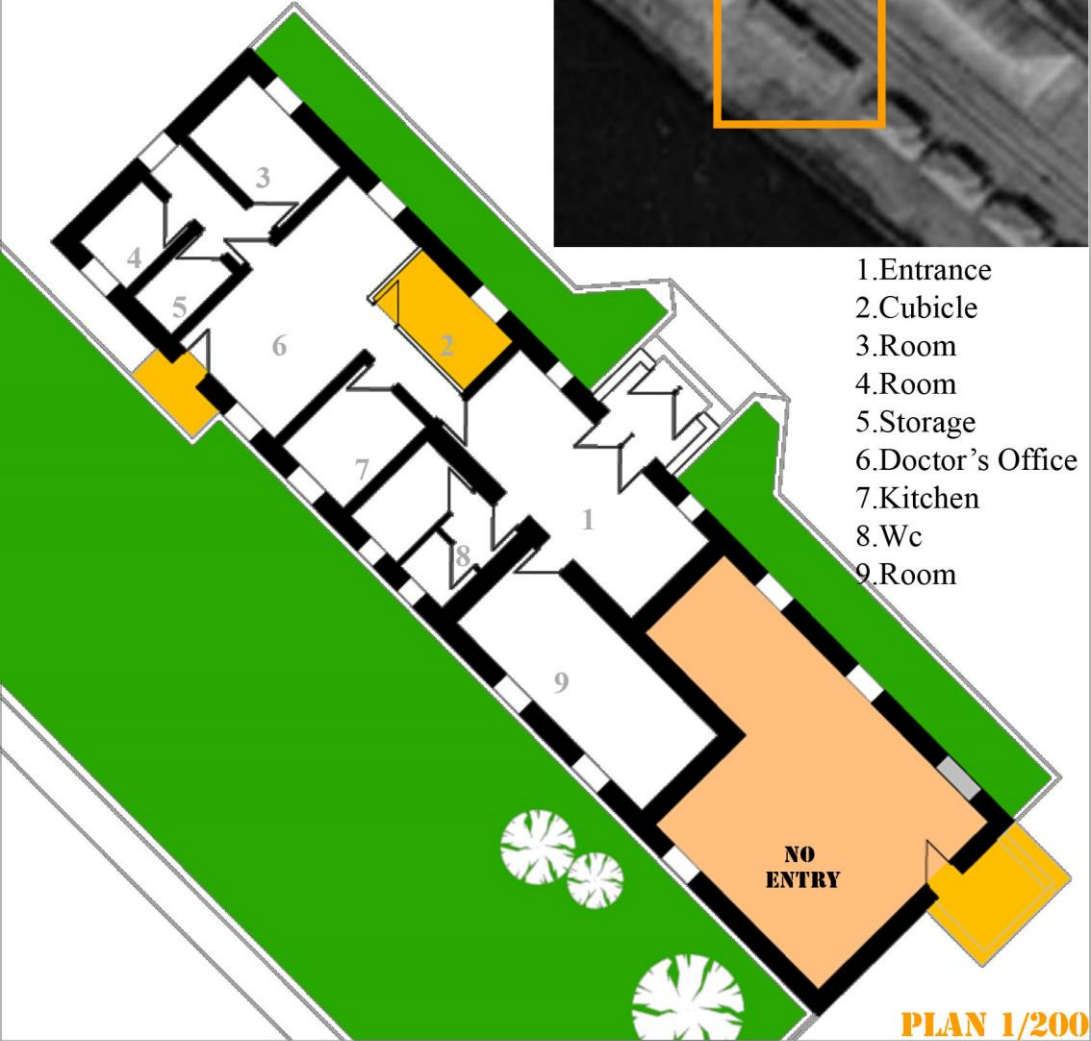 1.Entrance
2.Cubicle
3.Room
4.Room
5.Storage
6.Doctor’s Office
7.Kitchen
8.Wc
9.Room
3
4
5
6
2
7
1
8
9
NO
ENTRY
PLAN 1/200